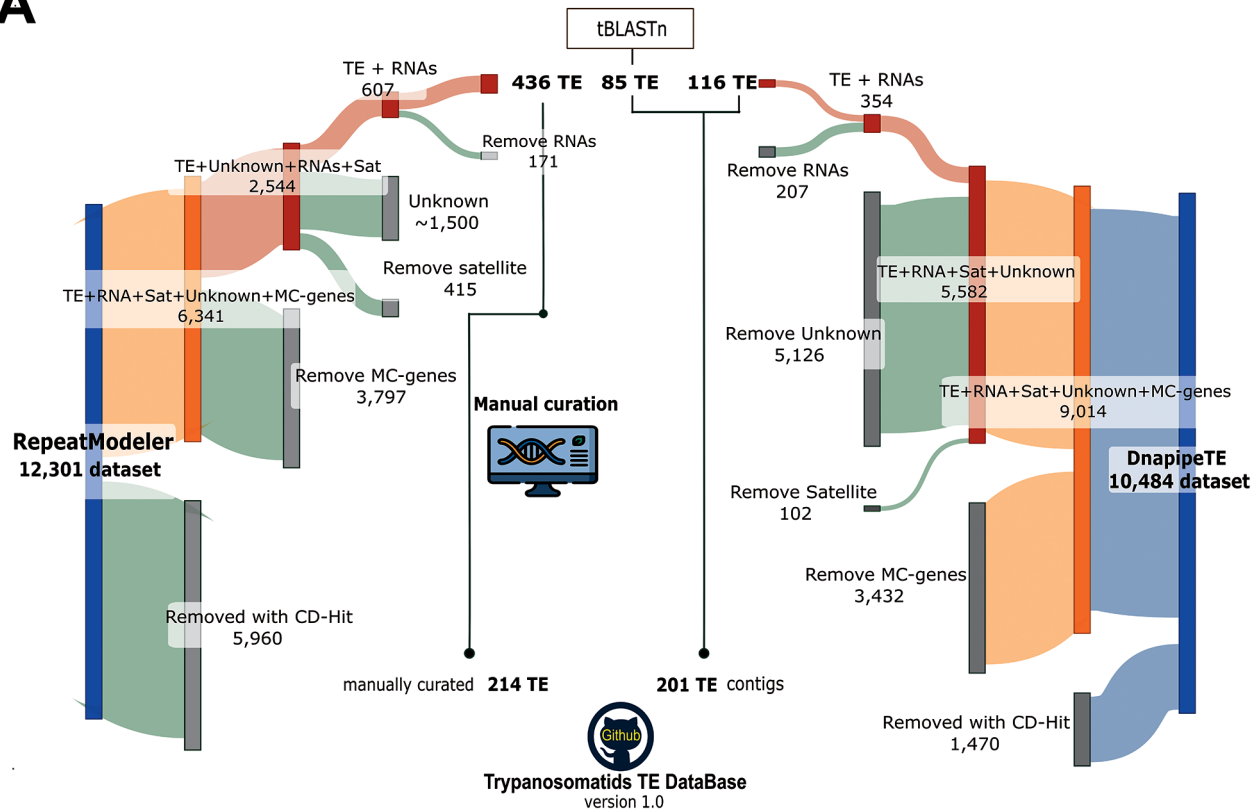 A
tBLASTn
436 TE
85 TE
116 TE
TE + RNAs
607
Remove RNAs
171
TE+Unknown+RNAs+Sat
2,544
Unknown
~1,500
Remove satellite
415
TE+RNA+Sat+Unknown+MC-genes
6,341
Remove MC-genes
3,797
RepeatModeler
12,301 dataset
Removed with CD-Hit
5,960
TE + RNAs
354
Remove RNAs
207
TE+RNA+Sat+Unknown
5,582
Remove Unknown
5,126
TE+RNA+Sat+Unknown+MC-genes
9,014
DnapipeTE
10,484 dataset
Remove Satellite
102
Remove MC-genes
3,432
Removed with CD-Hit
1,470
Manual curation
manually curated 214 TE
201 TE contigs
Github
Trypanosomatids TE DataBase
version 1.0